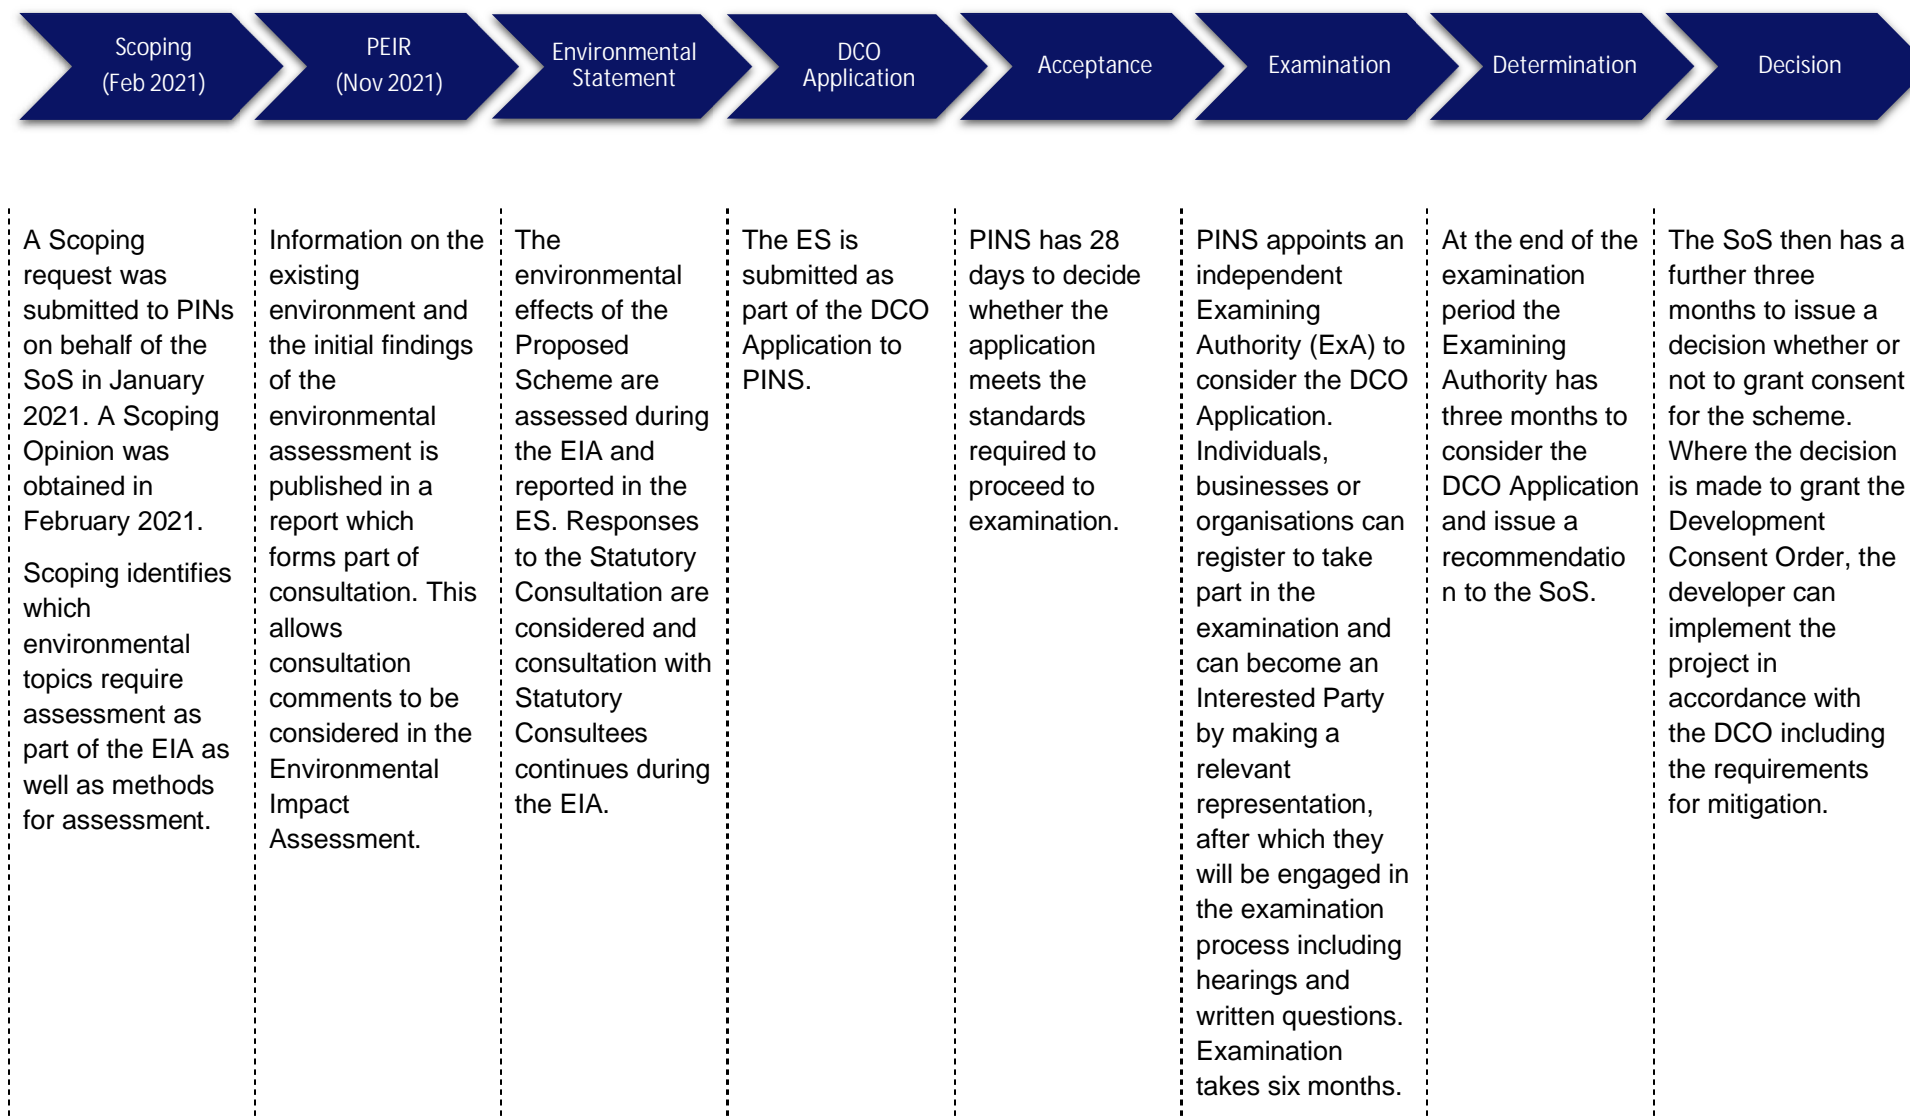 Scoping
(Feb 2021)
PEIR
(Nov 2021)
Environmental
Statement
DCO
Application
Acceptance
Examination
Determination
Decision
A Scoping
request was
submitted to PINs
on behalf of the
SoS in January
2021. A Scoping
Opinion was
obtained in
February 2021.
Scoping identifies
which
environmental
topics require
assessment as
part of the EIA as
well as methods
for assessment.
Information on the
existing
environment and
the initial findings
of the
environmental
assessment is
published in a
report which
forms part of
consultation. This
allows
consultation
comments to be
considered in the
Environmental
Impact
Assessment.
The
environmental
effects of the
Proposed
Scheme are
assessed during
the EIA and
reported in the
ES. Responses
to the Statutory
Consultation are
considered and
consultation with
Statutory
Consultees
continues during
the EIA.
The ES is
submitted as
part of the DCO
Application to
PINS.
PINS has 28
days to decide
whether the
application
meets the
standards
required to
proceed to
examination.
PINS appoints an
independent
Examining
Authority (ExA) to
consider the DCO
Application.
Individuals,
businesses or
organisations can
register to take
part in the
examination and
can become an
Interested Party
by making a
relevant
representation,
after which they
will be engaged in
the examination
process including
hearings and
written questions.
Examination
takes six months.
At the end of the
examination
period the
Examining
Authority has
three months to
consider the
DCO Application
and issue a
recommendatio
n to the SoS.
The SoS then has a
further three
months to issue a
decision whether or
not to grant consent
for the scheme.
Where the decision
is made to grant the
Development
Consent Order, the
developer can
implement the
project in
accordance with
the DCO including
the requirements
for mitigation.